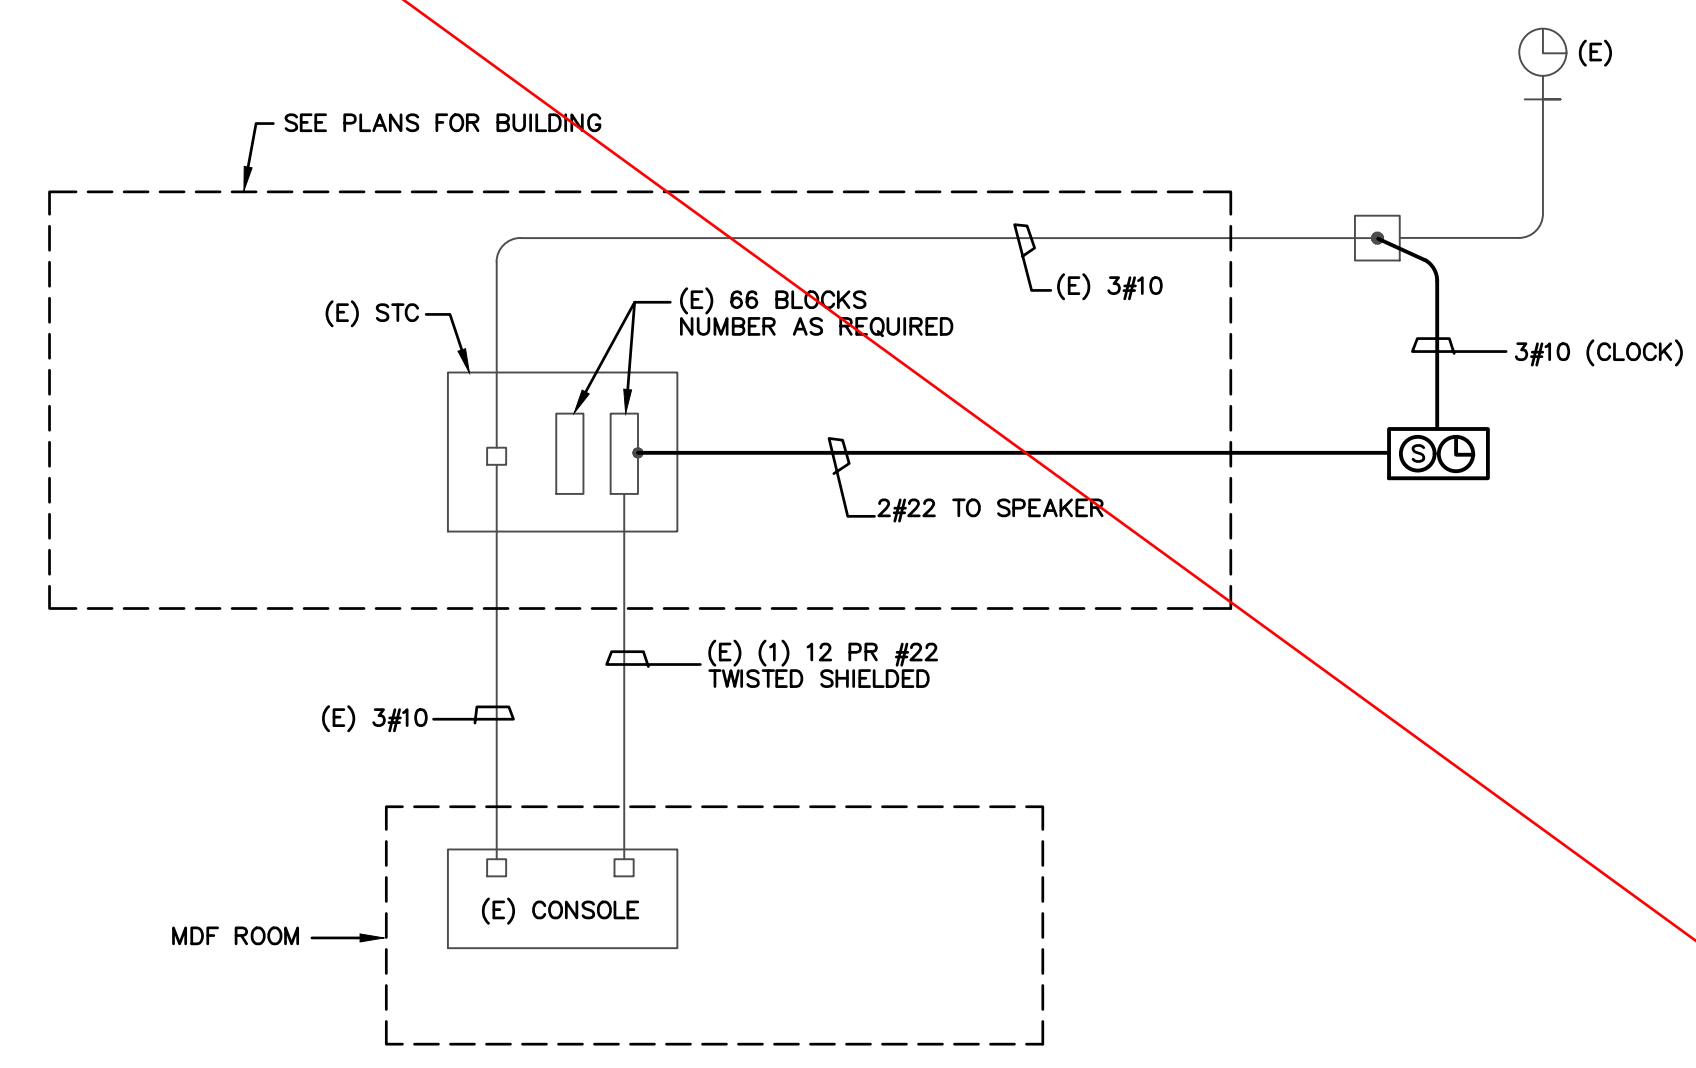 (E)
SEE PLANS FOR BUILDING
(E) 3#10
(E) STC
(E) 66 BLOCKS
NUMBER AS REQUIRED
3#10 (CLOCK)
S
2#22 TO SPEAKER
(E) (1) 12 PR #22
TWISTED SHIELDED
(E) 3#10
(E) CONSOLE
MDF ROOM